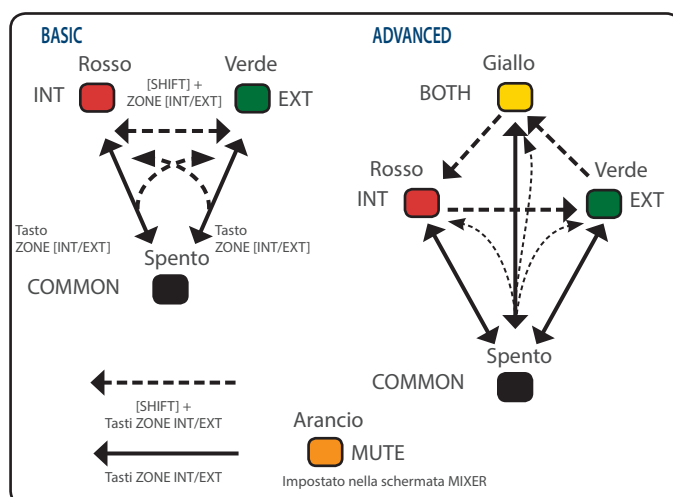 BASIC
Rosso
Verde
INT
[SHIFT] +
ZONE [INT/EXT]
EXT
Tasto
ZONE [INT/EXT]
Tasto
ZONE [INT/EXT]
Spento
COMMON
ADVANCED
Giallo
BOTH
Rosso
INT
Verde
EXT
Spento
COMMON
[SHIFT] +
Tasti ZONE INT/EXT
Tasti ZONE INT/EXT
Arancio
MUTE
Impostato nella schermata MIXER